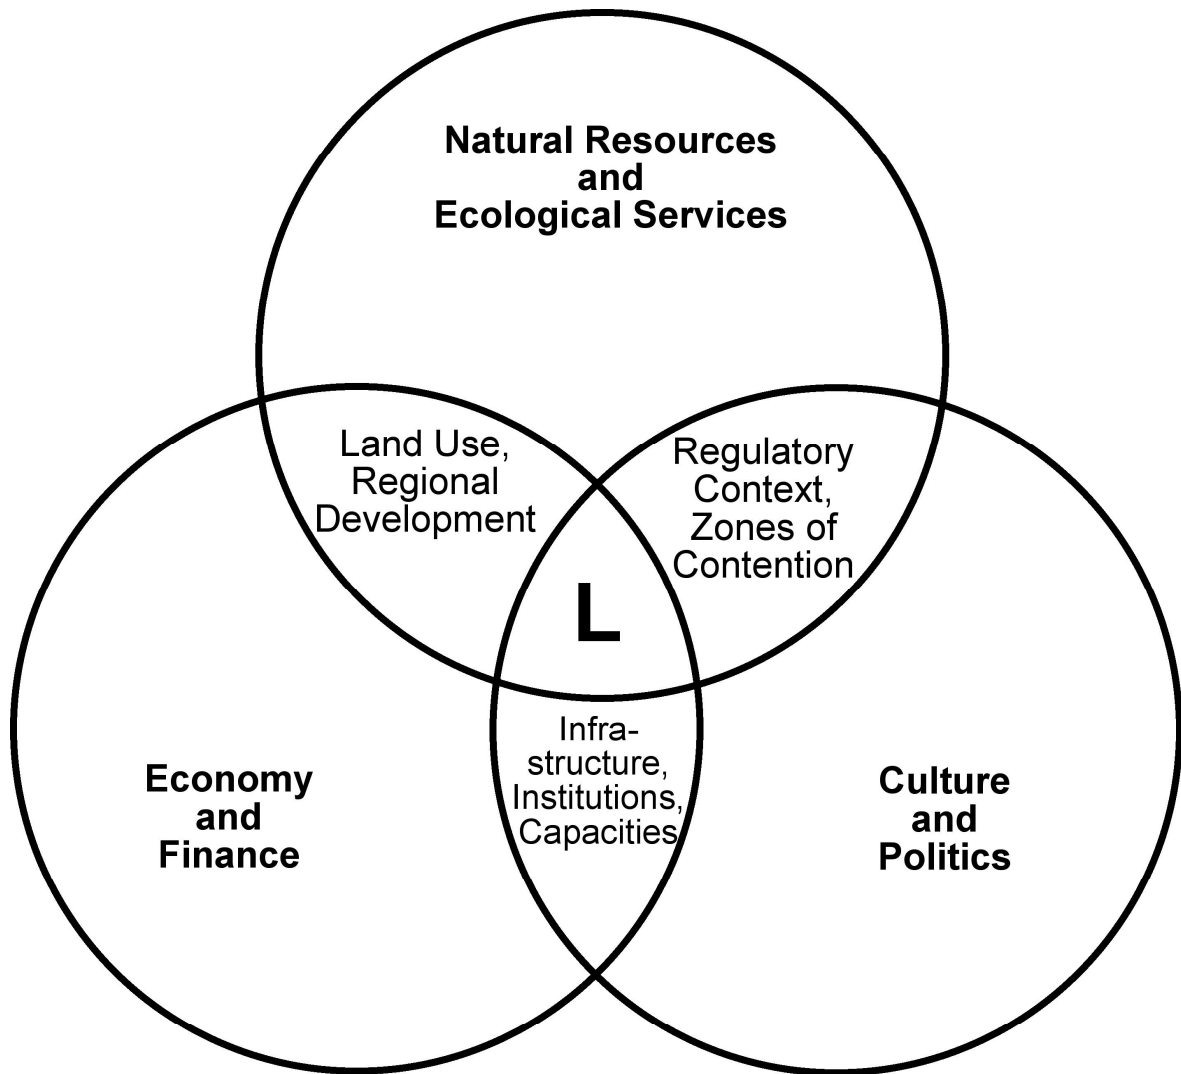 Natural Resources
and
Ecological Services
Land Use,
Regional
Development
Regulatory
Context,
Zones of
Contention
L
Infra-
structure,
Institutions,
Capacities
Economy
and
Finance
Culture
and
Politics